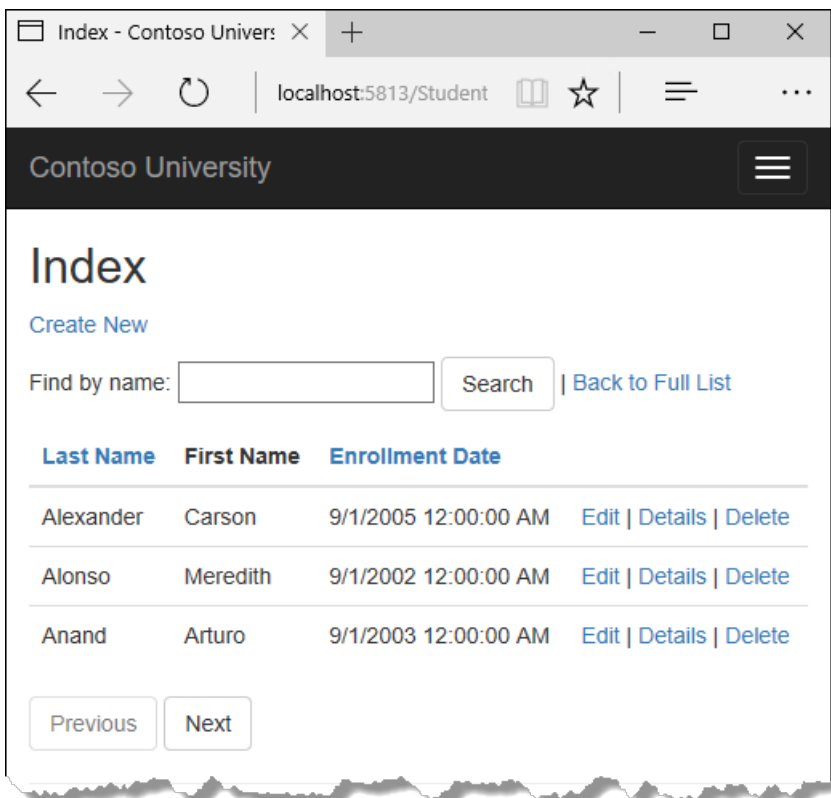 Index - Contoso Univers
localhost:5813/Student
Contoso University
Index
Create New
Find by name: Search | Back to Full List
Last Name First Name Enrollment Date
Alexander Carson 9/1/2005 12:00:00 AM Edit | Details | Delete
Alonso Meredith 9/1/2002 12:00:00 AM Edit | Details | Delete
Anand Arturo 9/1/2003 12:00:00 AM Edit | Details | Delete
Previous Next